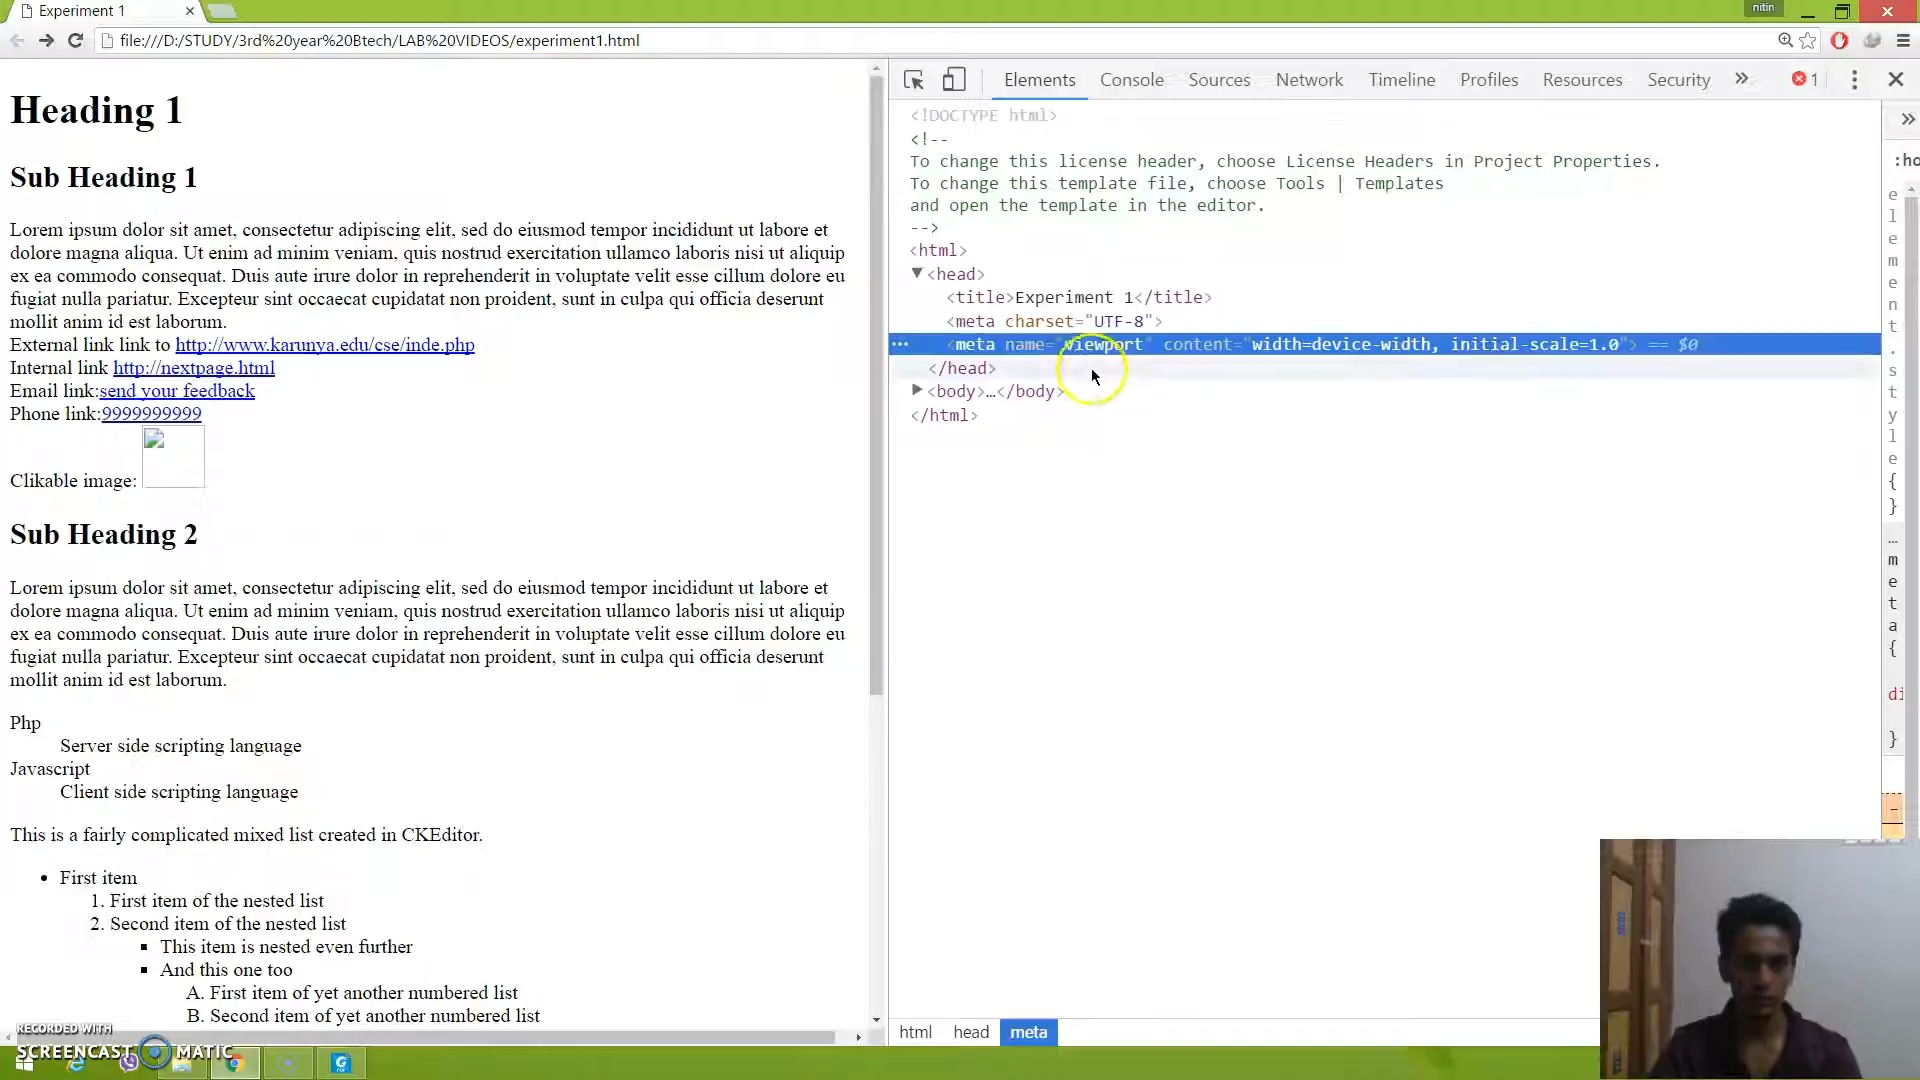 Experiment 1
nitin
file:///D:/STUDY/3rd%20year%20Btech/LAB%20VIDEOS/experiment1.html
Heading 1
Sub Heading 1
Lorem ipsum dolor sit amet, consectetur adipiscing elit, sed do eiusmod tempor incididunt ut labore et
dolore magna aliqua. Ut enim ad minim veniam, quis nostrud exercitation ullamco laboris nisi ut aliquip
ex ea commodo consequat. Duis aute irure dolor in reprehenderit in voluptate velit esse cillum dolore eu
fugiat nulla pariatur. Excepteur sint occaecat cupidatat non proident, sunt in culpa qui officia deserunt
mollit anim id est laborum.
External link link to http://www.karunya.edu/cse/inde.php
Internal link http://nextpage.html
Email link:send your feedback
Phone link:9999999999
Clikable image:
Sub Heading 2
Lorem ipsum dolor sit amet, consectetur adipiscing elit, sed do eiusmod tempor incididunt ut labore et
dolore magna aliqua. Ut enim ad minim veniam, quis nostrud exercitation ullamco laboris nisi ut aliquip
ex ea commodo consequat. Duis aute irure dolor in reprehenderit in voluptate velit esse cillum dolore eu
fugiat nulla pariatur. Excepteur sint occaecat cupidatat non proident, sunt in culpa qui officia deserunt
mollit anim id est laborum.
Php
Server side scripting language
Javascript
Client side scripting language
This is a fairly complicated mixed list created in CKEditor.
• First item
1. First item of the nested list
2. Second item of the nested list
▪ This item is nested even further
▪ And this one too
A. First item of yet another numbered list
B. Second item of yet another numbered list
Elements Console Sources Network Timeline Profiles Resources Security » 1
<!DOCTYPE html>
<!--
To change this license header, choose License Headers in Project Properties.
To change this template file, choose Tools | Templates
and open the template in the editor.
-->
<html>
▼<head>
<title>Experiment 1</title>
<meta charset="UTF-8">
<meta name="viewport" content="width=device-width, initial-scale=1.0"> == $0
</head>
▶<body>…</body>
</html>
»
:ho
element.style {
}
…
meta {
di
}
-
html head meta
RECORDED WITH
SCREENCAST MATIC